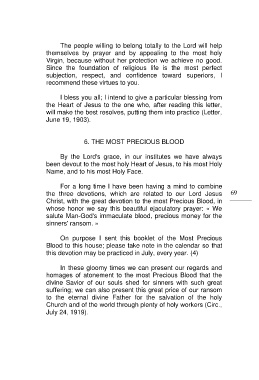 The people willing to belong totally to the Lord will help
themselves by prayer and by appealing to the most holy
Virgin, because without her protection we achieve no good.
Since the foundation of religious life is the most perfect
subjection, respect, and confidence toward superiors, I
recommend these virtues to you.
I bless you all; I intend to give a particular blessing from
the Heart of Jesus to the one who, after reading this letter,
will make the best resolves, putting them into practice (Letter,
June 19, 1903).
6. THE MOST PRECIOUS BLOOD
By the Lord's grace, in our institutes we have always
been devout to the most holy Heart of Jesus, to his most Holy
Name, and to his most Holy Face.
For a long time I have been having a mind to combine
the three devotions, which are related to our Lord Jesus
Christ, with the great devotion to the most Precious Blood, in
whose honor we say this beautiful ejaculatory prayer: « We
salute Man-God's immaculate blood, precious money for the
sinners' ransom. »
69
On purpose I sent this booklet of the Most Precious
Blood to this house; please take note in the calendar so that
this devotion may be practiced in July, every year. (4)
In these gloomy times we can present our regards and
homages of atonement to the most Precious Blood that the
divine Savior of our souls shed for sinners with such great
suffering; we can also present this great price of our ransom
to the eternal divine Father for the salvation of the holy
Church and of the world through plenty of holy workers (Circ.,
July 24, 1919).